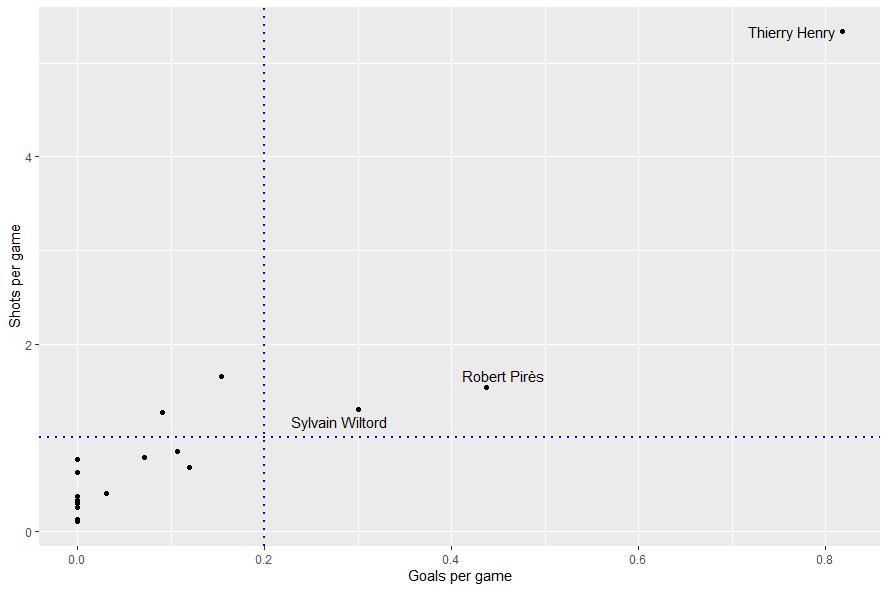 Thierry Henry
4
Shots per game
2
Robert Pirès
Sylvain Wiltord
0
0.0 0.2 0.4 0.6 0.8
Goals per game